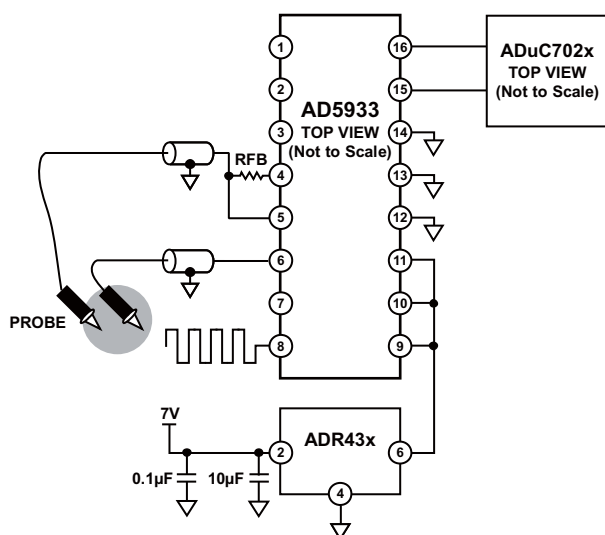 1
16
ADuC702x
TOP VIEW
(Not to Scale)
2
15
AD5933
TOP VIEW
(Not to Scale)
3
14
RFB
4
13
5
12
6
11
7
10
PROBE
8
9
7V
ADR43x
2
6
0.1µF
10µF
4